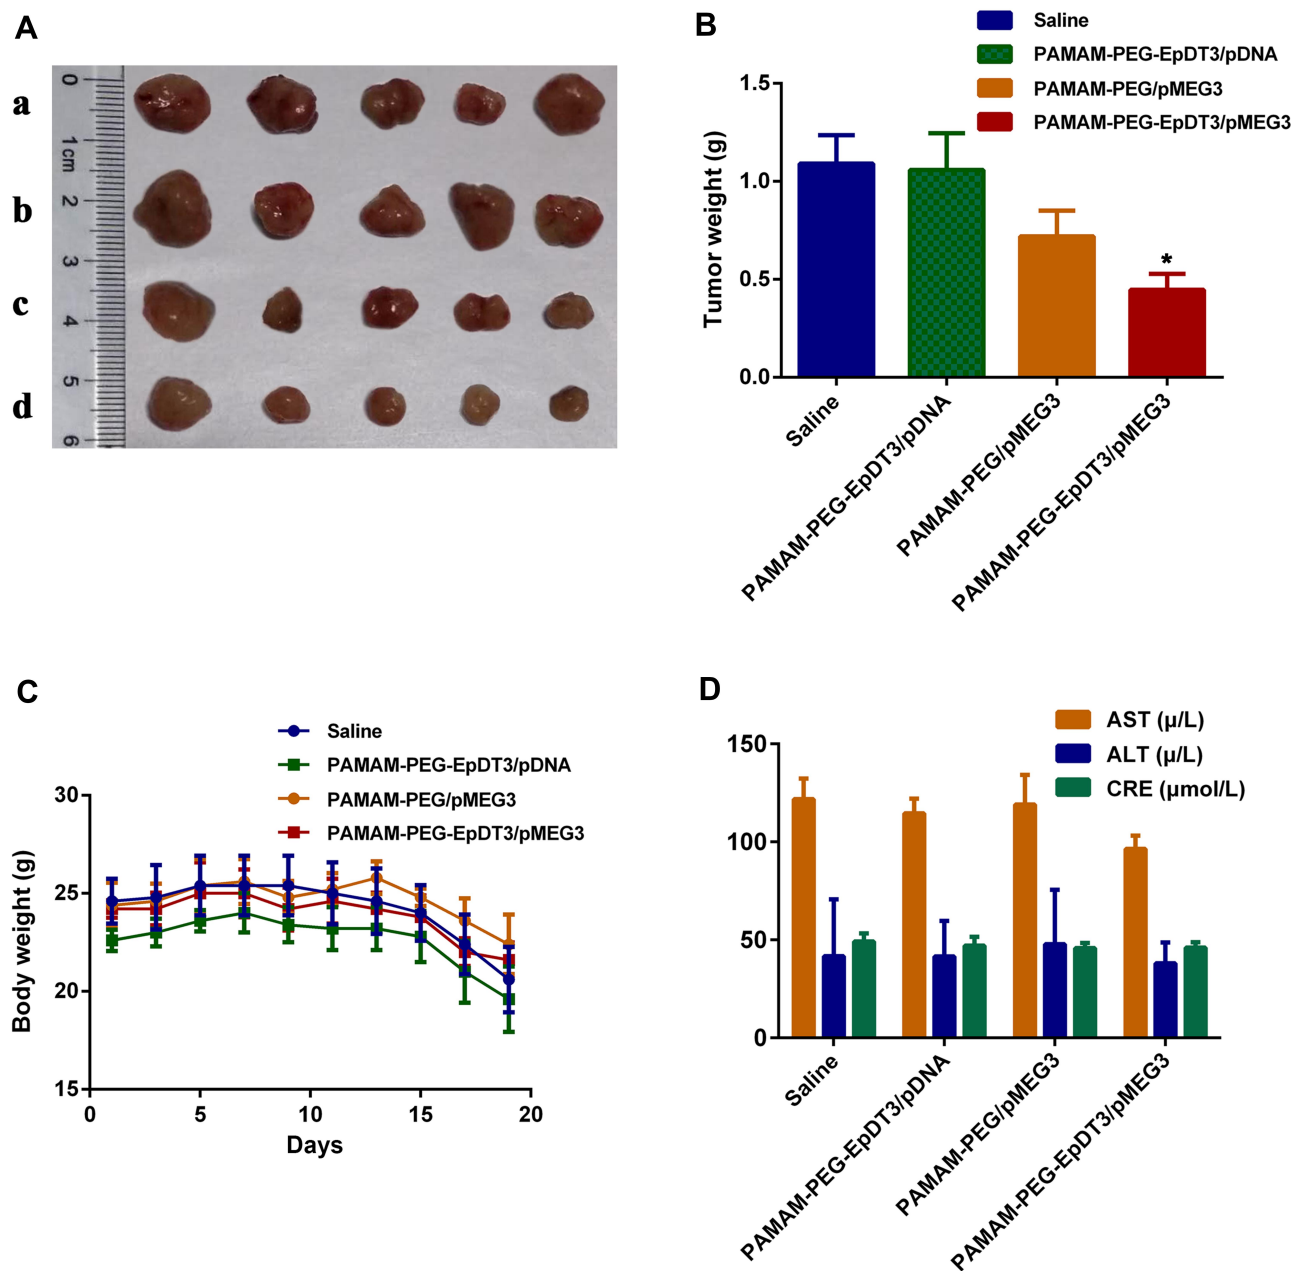 A
0
1cm
2
3
4
5
6
a
b
c
d
B
Saline
PAMAM-PEG-EpDT3/pDNA
PAMAM-PEG/pMEG3
PAMAM-PEG-EpDT3/pMEG3
Tumor weight (g)
1.5
1.0
0.5
0.0
*
Saline
PAMAM-PEG-EpDT3/pDNA
PAMAM-PEG/pMEG3
PAMAM-PEG-EpDT3/pMEG3
C
Saline
PAMAM-PEG-EpDT3/pDNA
PAMAM-PEG/pMEG3
PAMAM-PEG-EpDT3/pMEG3
Body weight (g)
30
25
20
15
0 5 10 15 20
Days
D
AST (µ/L)
ALT (µ/L)
CRE (µmol/L)
150
100
50
0
Saline
PAMAM-PEG-EpDT3/pDNA
PAMAM-PEG/pMEG3
PAMAM-PEG-EpDT3/pMEG3